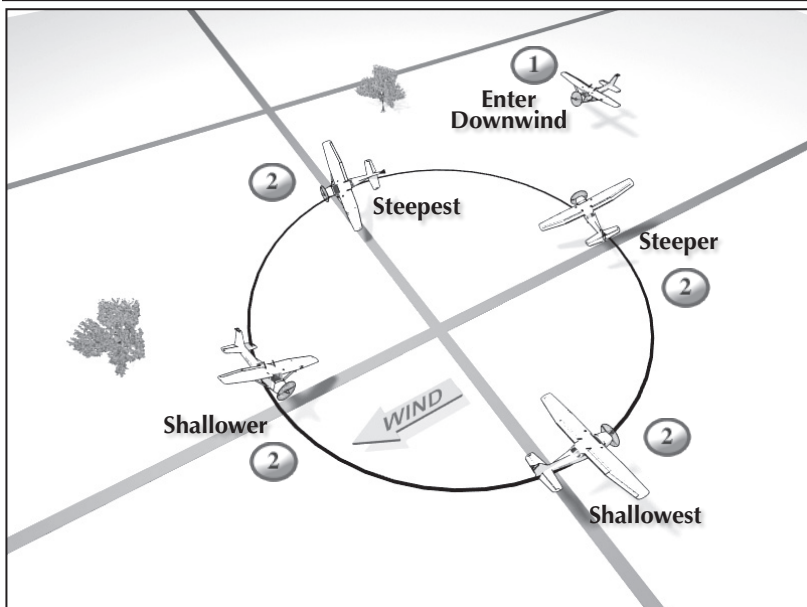 1
Enter
Downwind
2
Steepest
Steeper
2
Shallower
2
WIND
2
Shallowest